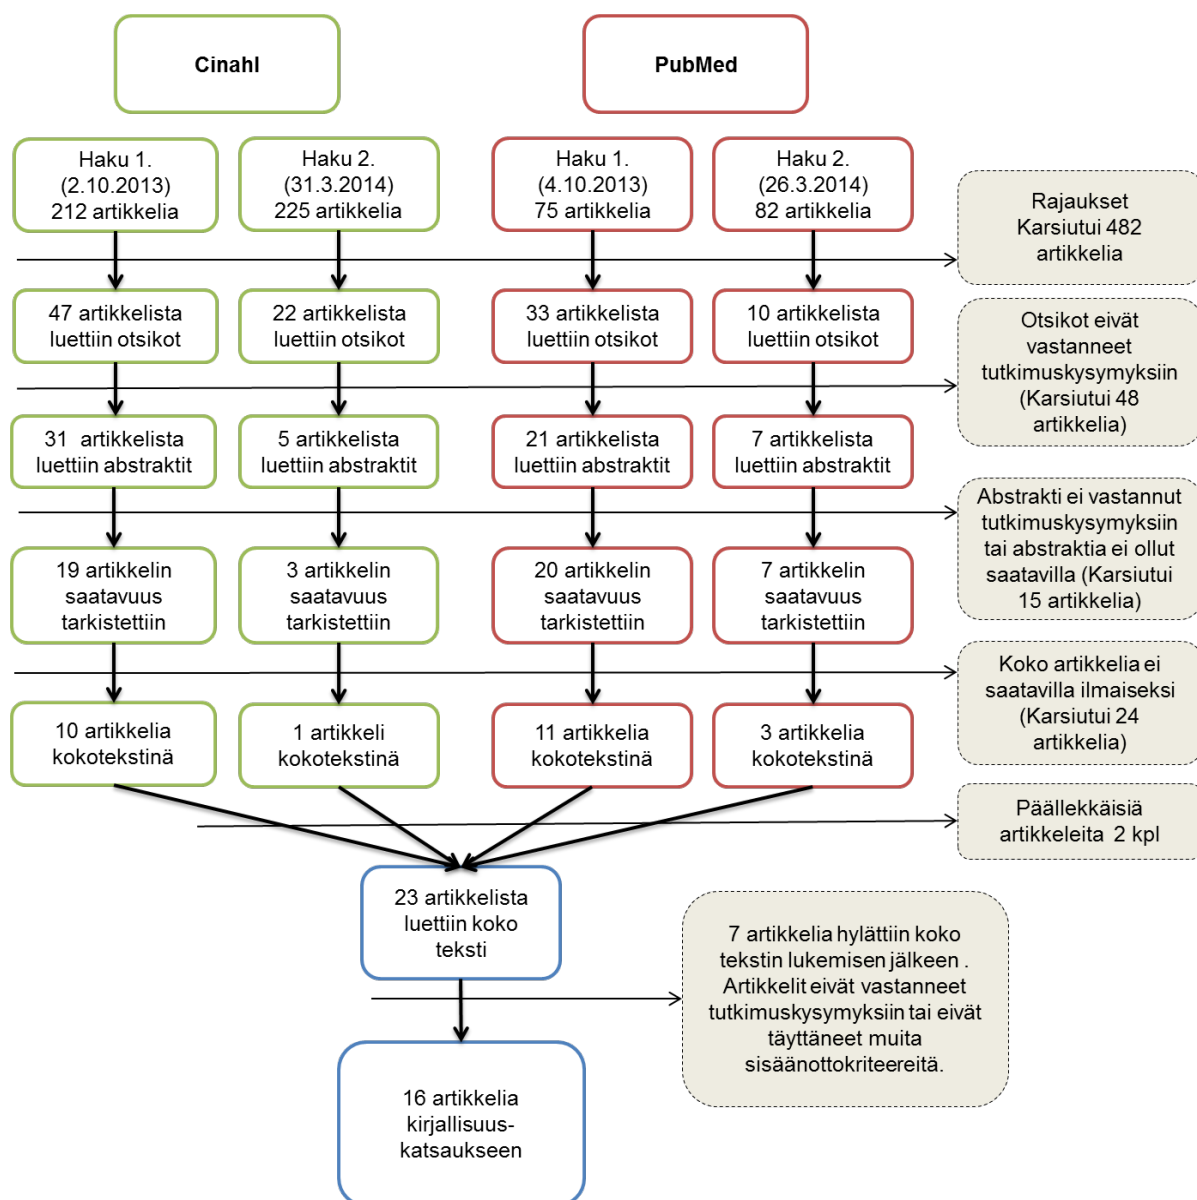 Cinahl
PubMed
Haku 1.
(2.10.2013)
212 artikkelia
Haku 2.
(31.3.2014)
225 artikkelia
Haku 1.
(4.10.2013)
75 artikkelia
Haku 2.
(26.3.2014)
82 artikkelia
Rajaukset
Karsiutui 482
artikkelia
47 artikkelista
luettiin otsikot
22 artikkelista
luettiin otsikot
33 artikkelista
luettiin otsikot
10 artikkelista
luettiin otsikot
Otsikot eivät
vastanneet
tutkimuskysymyksiin
(Karsiutui 48
artikkelia)
31 artikkelista
luettiin abstraktit
5 artikkelista
luettiin abstraktit
21 artikkelista
luettiin abstraktit
7 artikkelista
luettiin abstraktit
Abstrakti ei vastannut
tutkimuskysymyksiin
tai abstraktia ei ollut
saatavilla (Karsiutui
15 artikkelia)
19 artikkelin
saatavuus
tarkistettiin
3 artikkelin
saatavuus
tarkistettiin
20 artikkelin
saatavuus
tarkistettiin
7 artikkelin
saatavuus
tarkistettiin
Koko artikkelia ei
saatavilla ilmaiseksi
(Karsiutui 24
artikkelia)
10 artikkelia
kokotekstinä
1 artikkeli
kokotekstinä
11 artikkelia
kokotekstinä
3 artikkelia
kokotekstinä
Päällekkäisiä
artikkeleita 2 kpl
23 artikkelista
luettiin koko
teksti
7 artikkelia hylättiin koko
tekstin lukemisen jälkeen .
Artikkelit eivät vastanneet
tutkimuskysymyksiin tai eivät
täyttäneet muita
sisäänottokriteereitä.
16 artikkelia
kirjallisuus-
katsaukseen